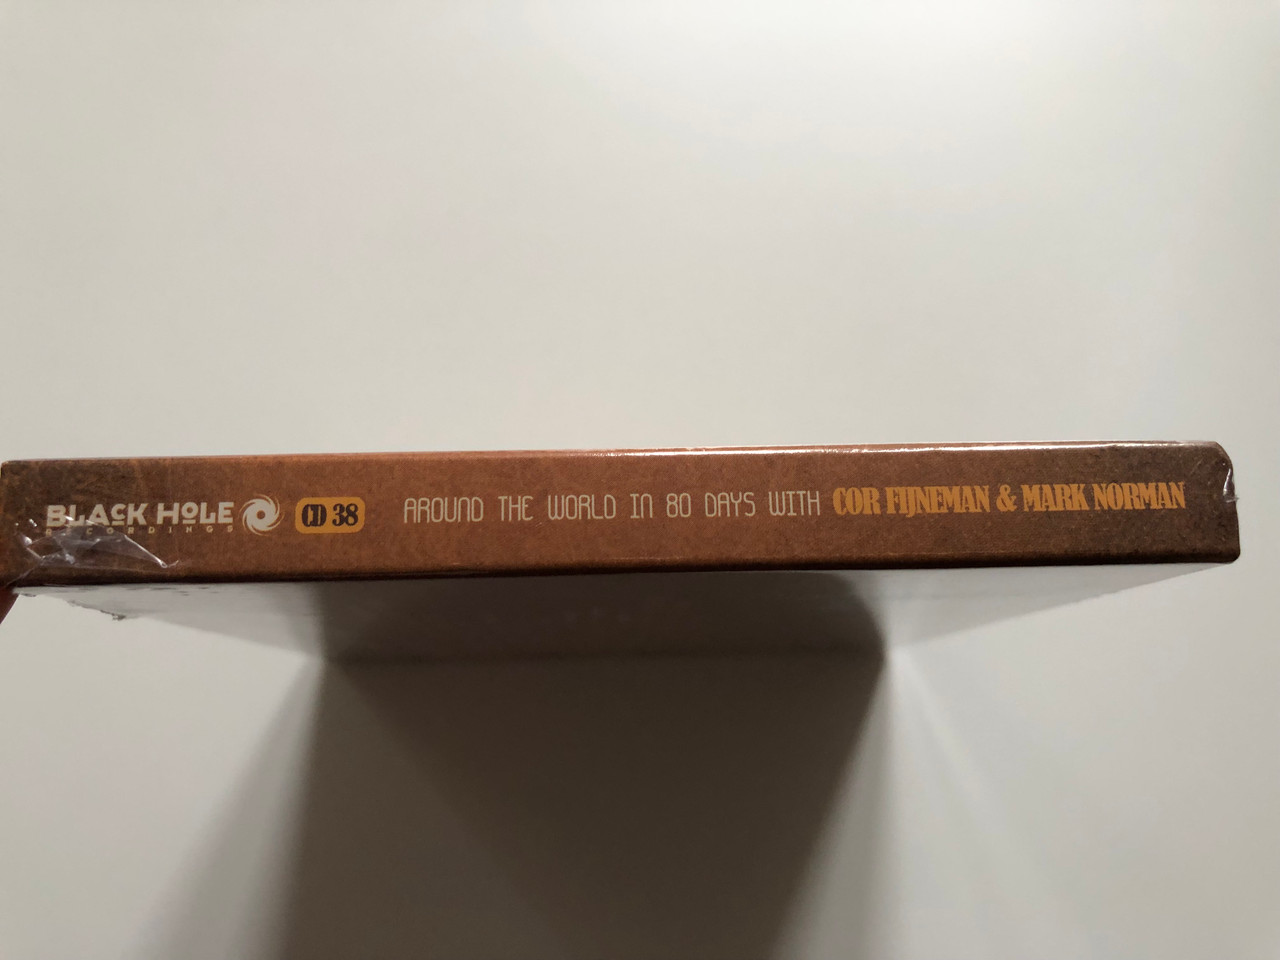 BLACK HOLE
RECORDINGS
CD 38
AROUND THE WORLD IN 80 DAYS WITH COR FIJNEMAN & MARK NORMAN